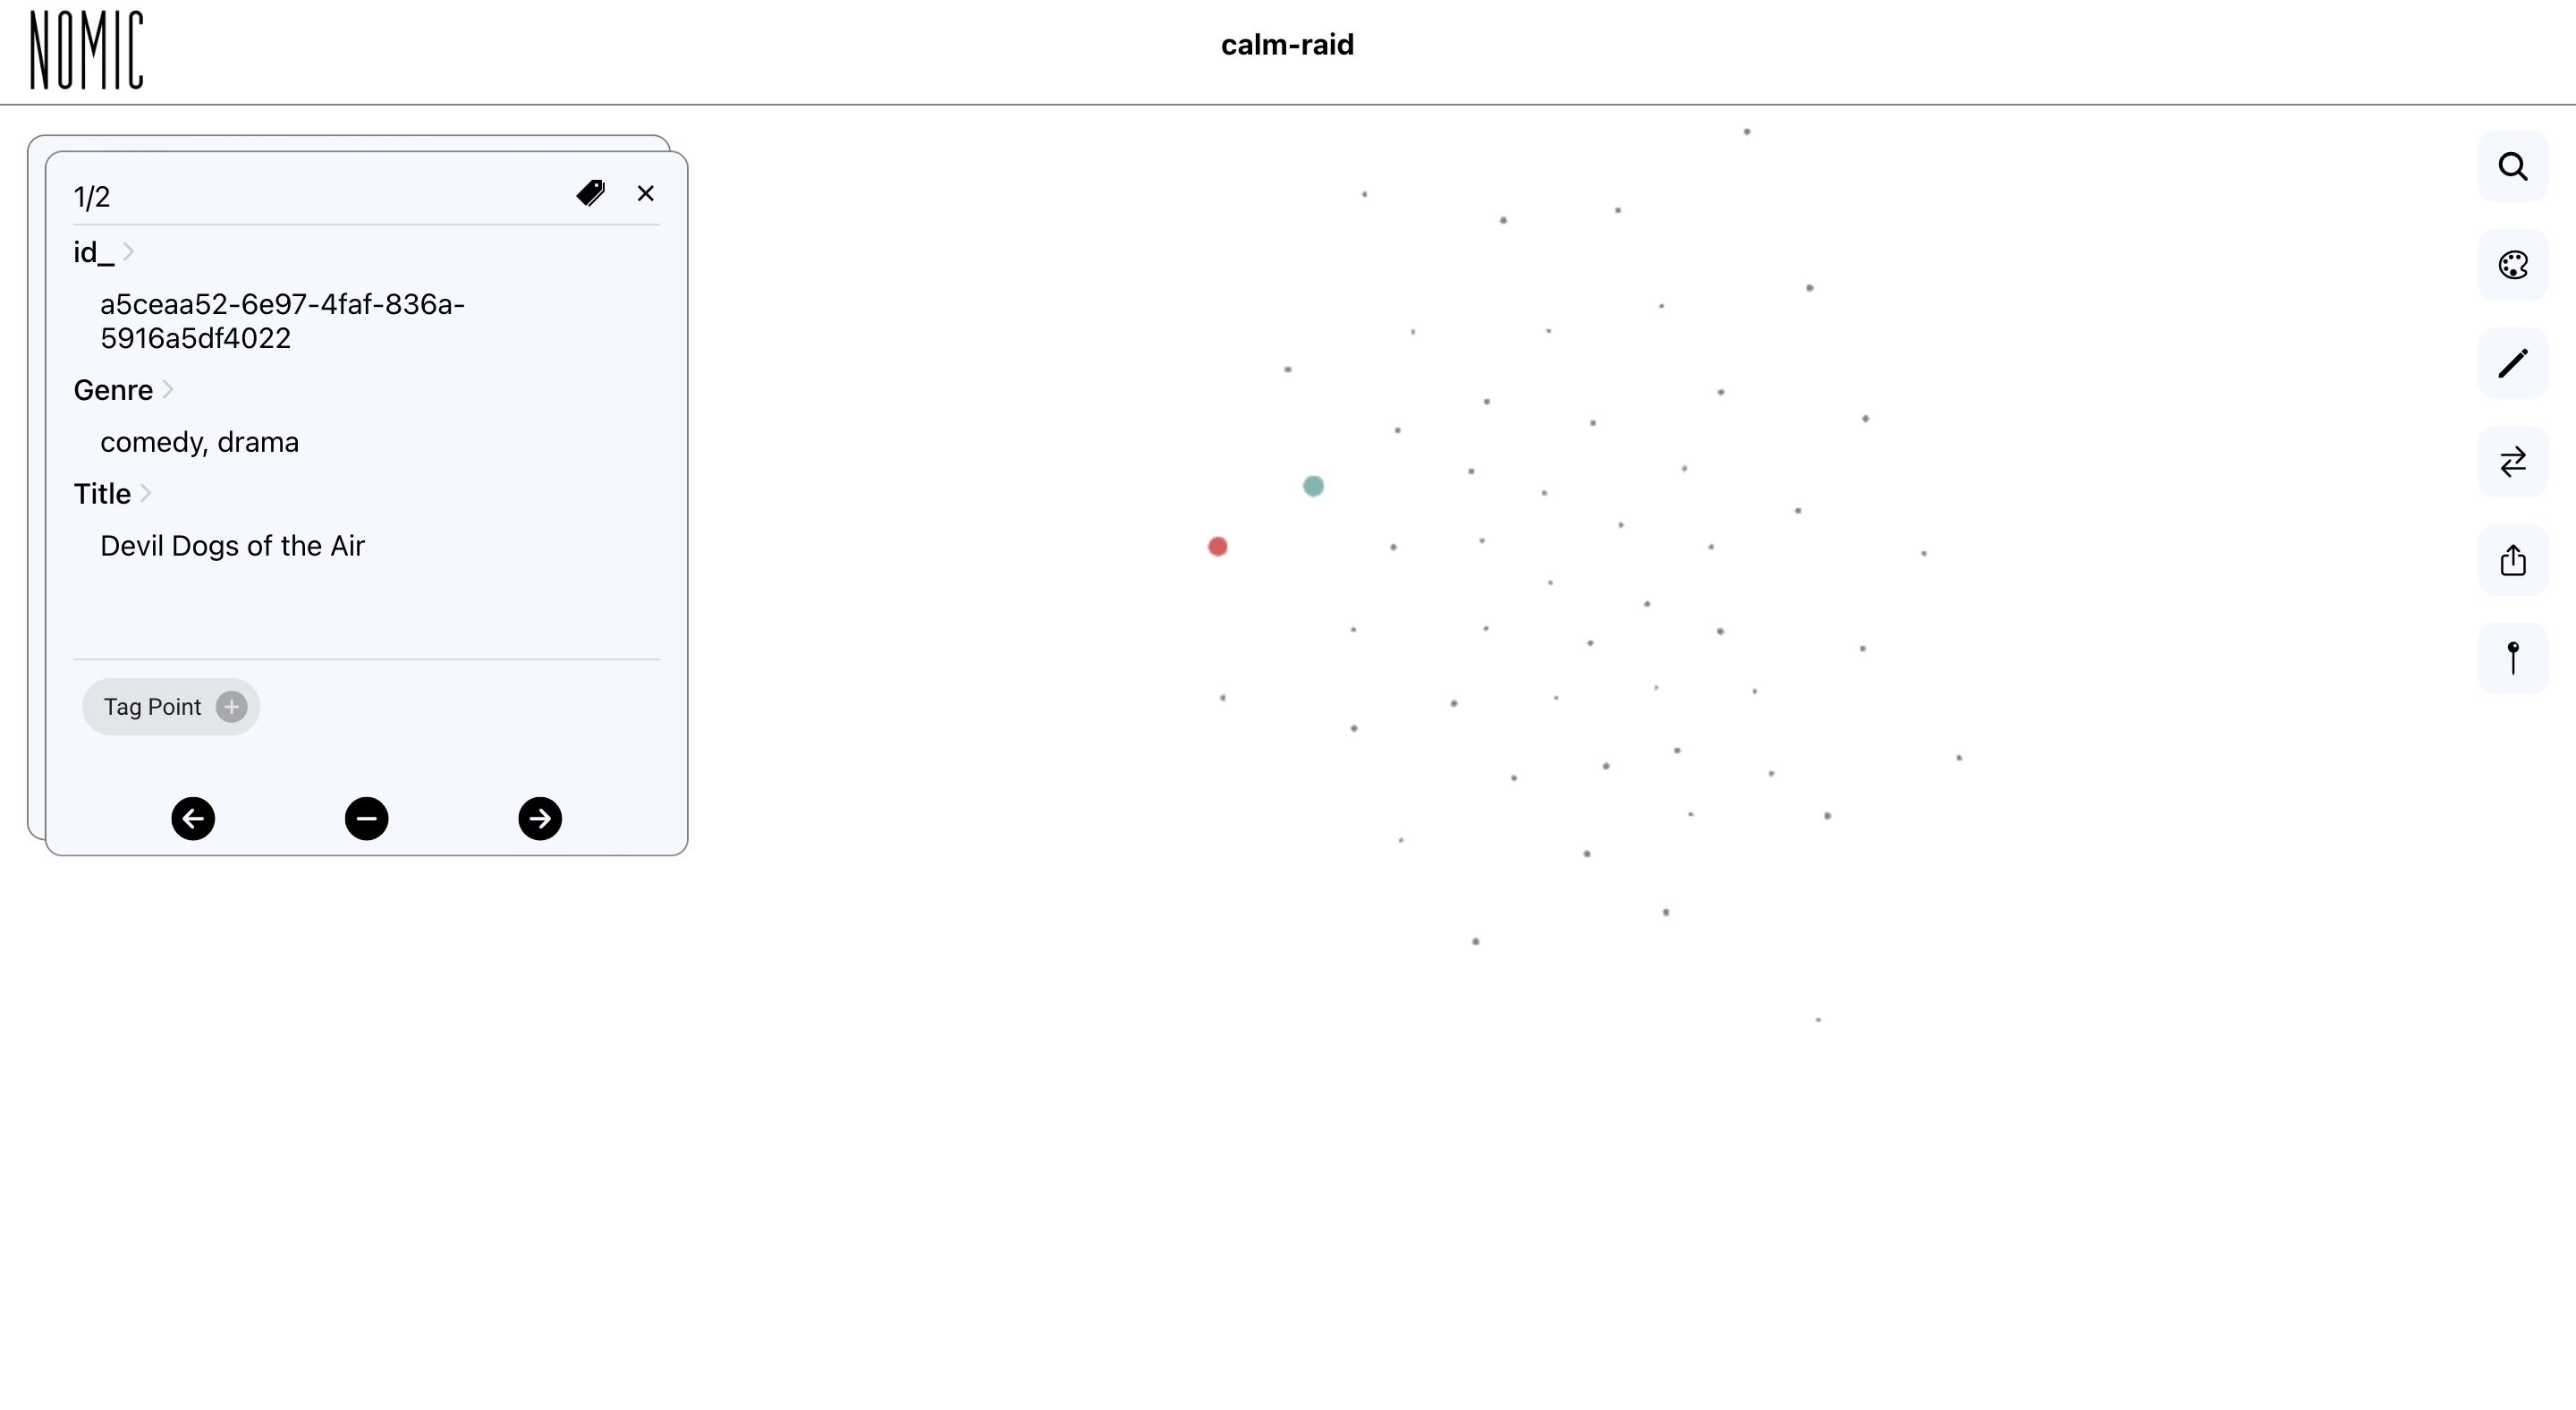 NOMIC
calm-raid
1/2
id_
a5ceaa52-6e97-4faf-836a-
5916a5df4022
Genre
comedy, drama
Title
Devil Dogs of the Air
Tag Point